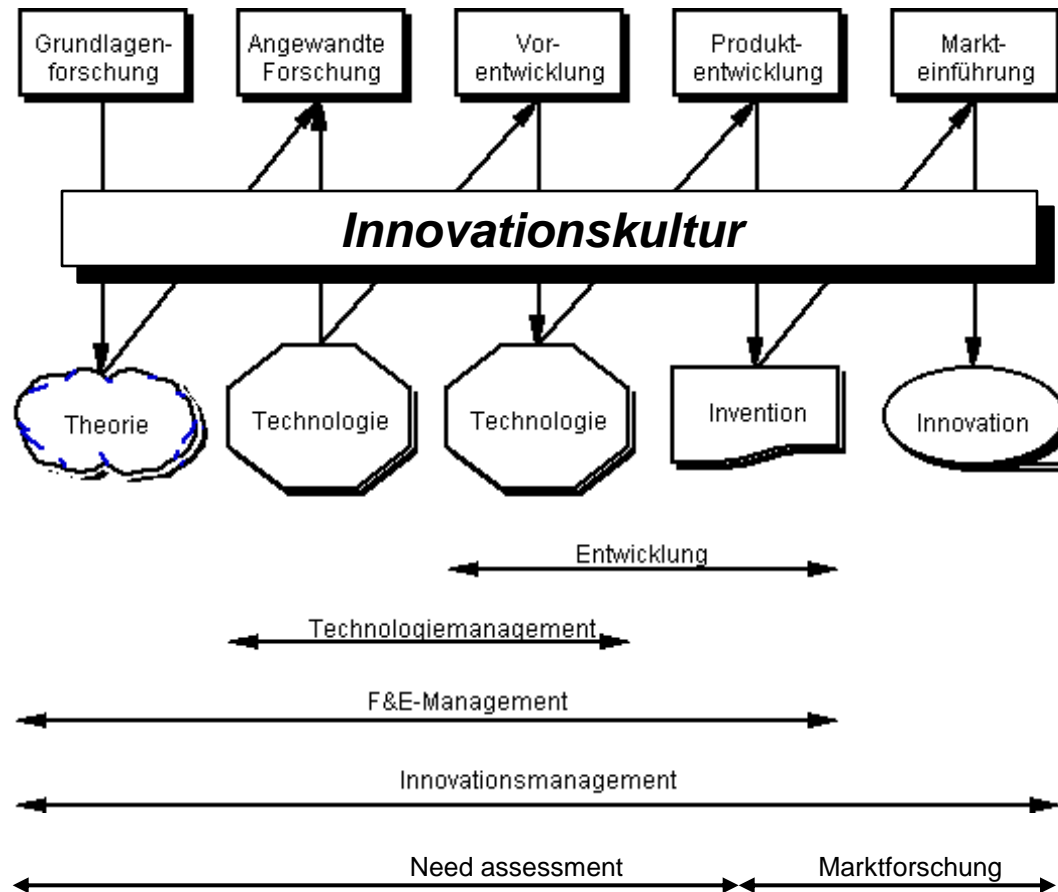 Grundlagen-
forschung
Angewandte
Forschung
Vor-
entwicklung
Produkt-
entwicklung
Markt-
einführung
Innovationskultur
Theorie
Technologie
Technologie
Invention
Innovation
Entwicklung
Technologiemanagement
F&E-Management
Innovationsmanagement
Need assessment
Marktforschung